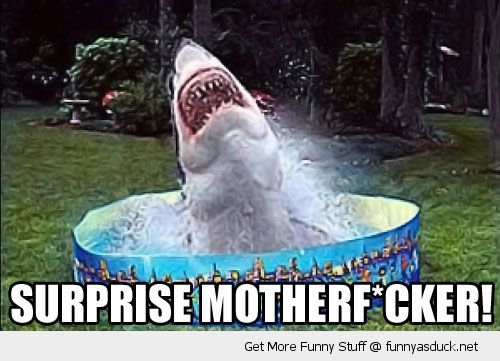 SURPRISE MOTHERF*CKER!
Get More Funny Stuff @ funnyasduck.net